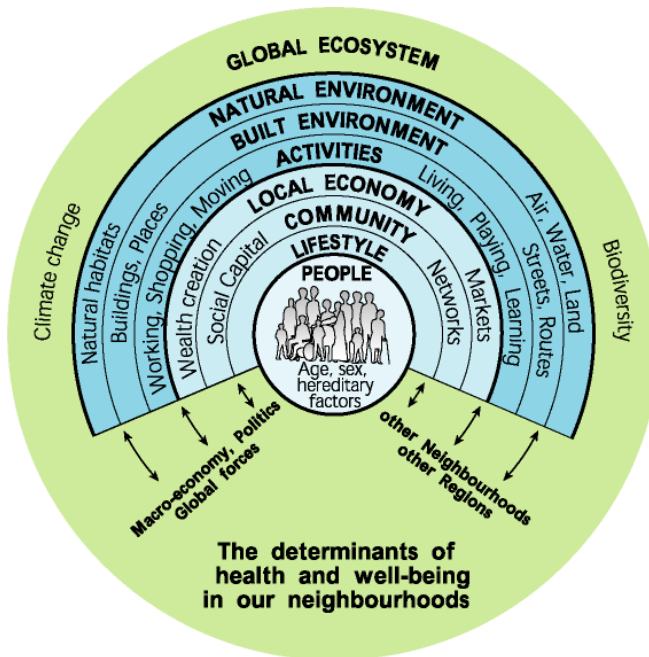 GLOBAL ECOSYSTEM
NATURAL ENVIRONMENT
BUILT ENVIRONMENT
ACTIVITIES
LOCAL ECONOMY
COMMUNITY
LIFESTYLE
PEOPLE
Age, sex,
hereditary
factors
Climate change
Natural habitats
Buildings, Places
Working, Shopping, Moving
Wealth creation
Social Capital
Networks
Markets
Living, Playing, Learning
Streets, Routes
Air, Water, Land
Biodiversity
Macro-economy, Politics
Global forces
other Neighbourhoods
other Regions
The determinants of
health and well-being
in our neighbourhoods